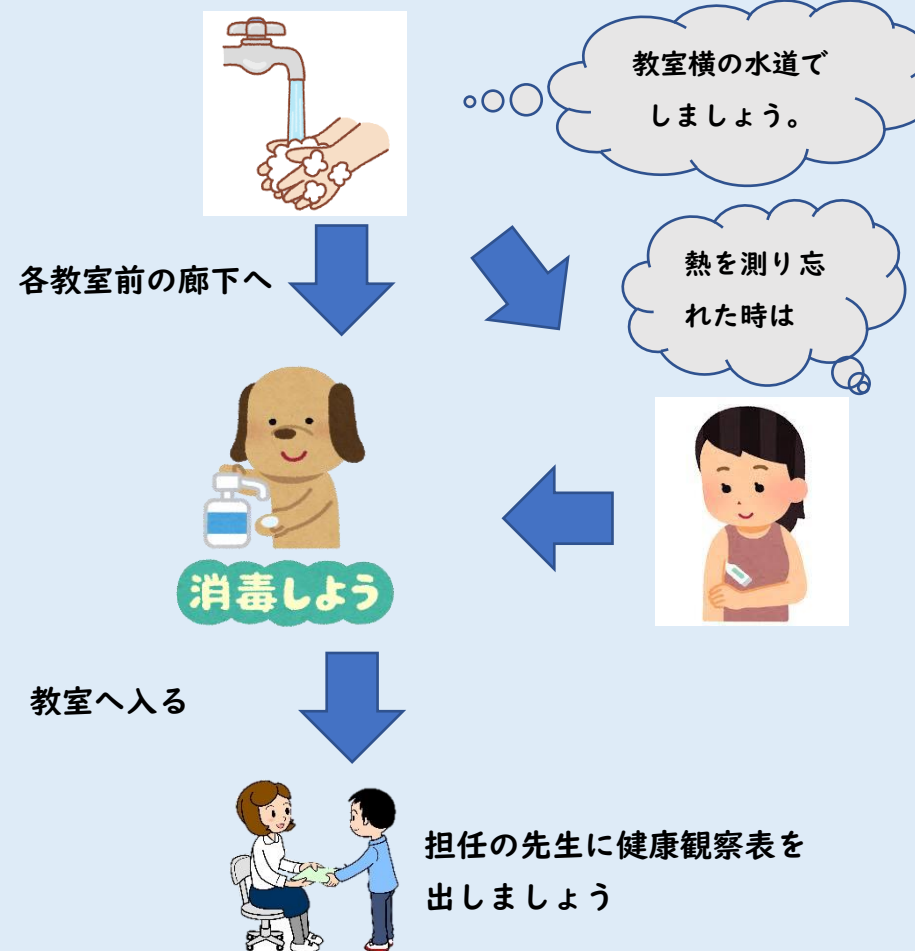 教室横の水道で
しましょう。
各教室前の廊下へ
熱を測り忘
れた時は
消毒しよう
教室へ入る
担任の先生に健康観察表を
出しましょう